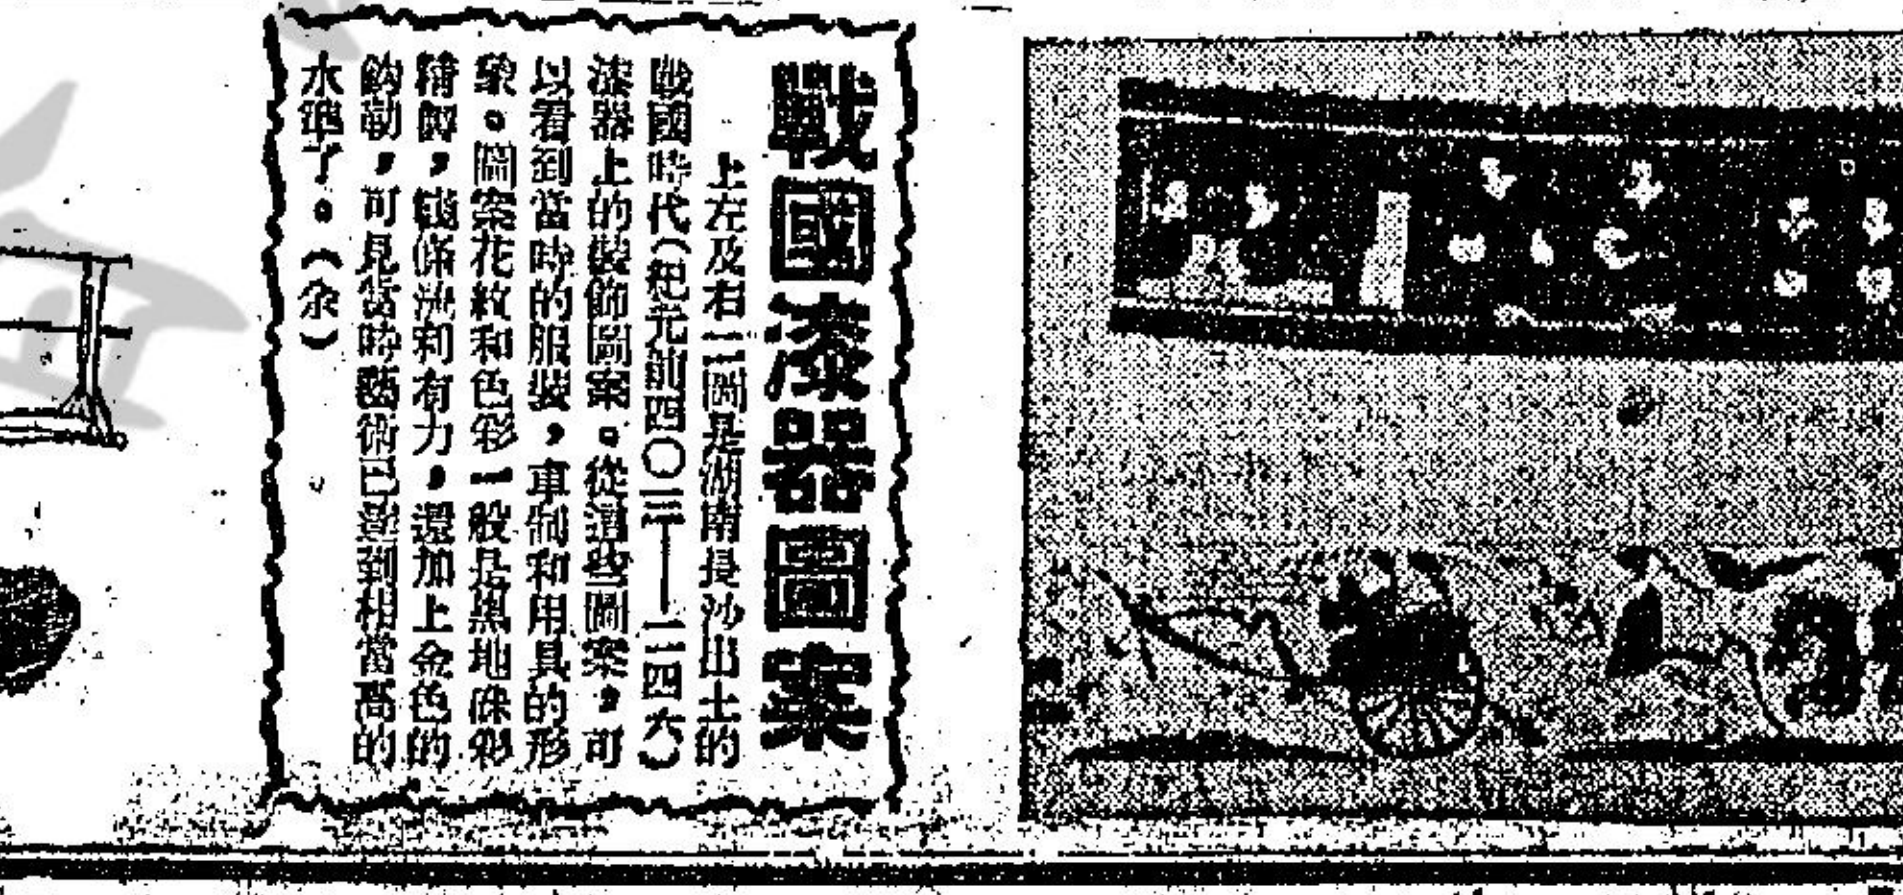 戰國漆器圖案
上左及右二圖是湖南長沙出土的
戰國時代（紀元前四〇三——二四六）
漆器上的裝飾圖案。從這些圖案，可
以看到當時的服裝，車制和用具的形
象。圖案花紋和色彩一般是黑地硃彩
精緻，線條流利有力，還加上金色的
鈎勒，可見當時藝術已達到相當高的
水準了。（余）